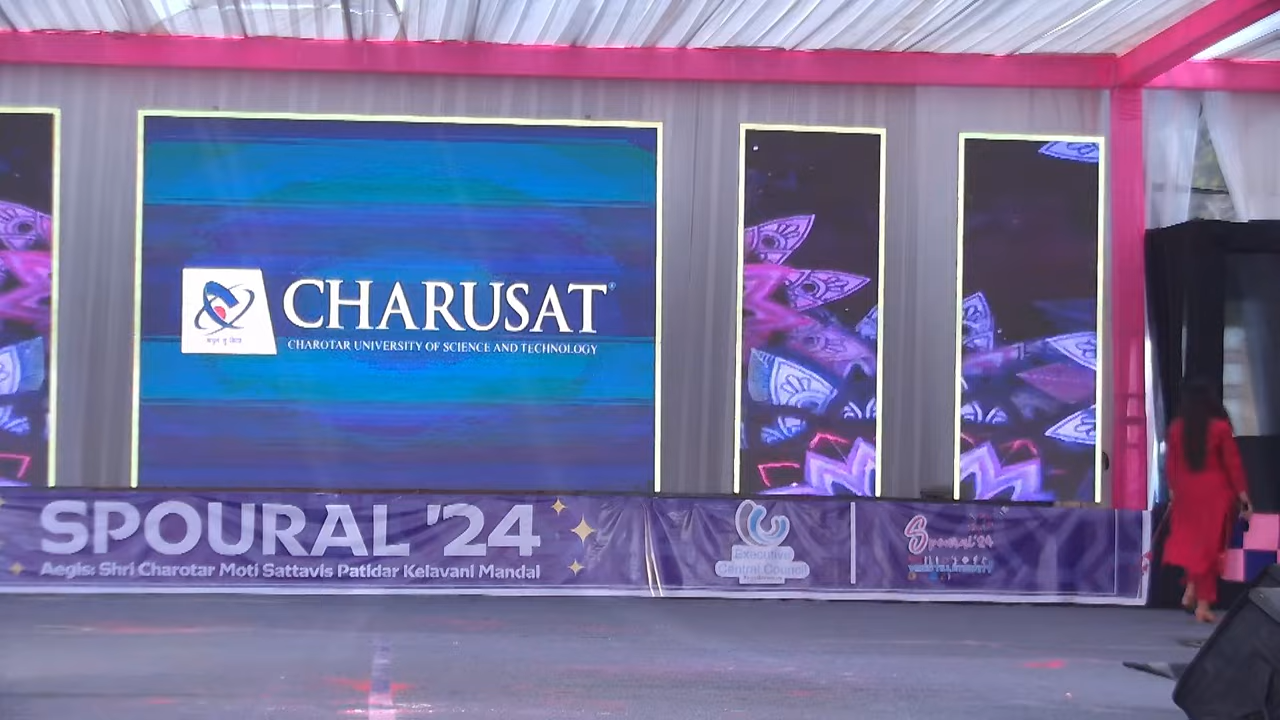 CHARUSAT
CHAROTAR UNIVERSITY OF SCIENCE AND TECHNOLOGY
SPOURAL '24
Aegis: Shri Charotar Moti Sattavis Patidar Kelavani Mandal
Executive
Central Council
Spoural'24